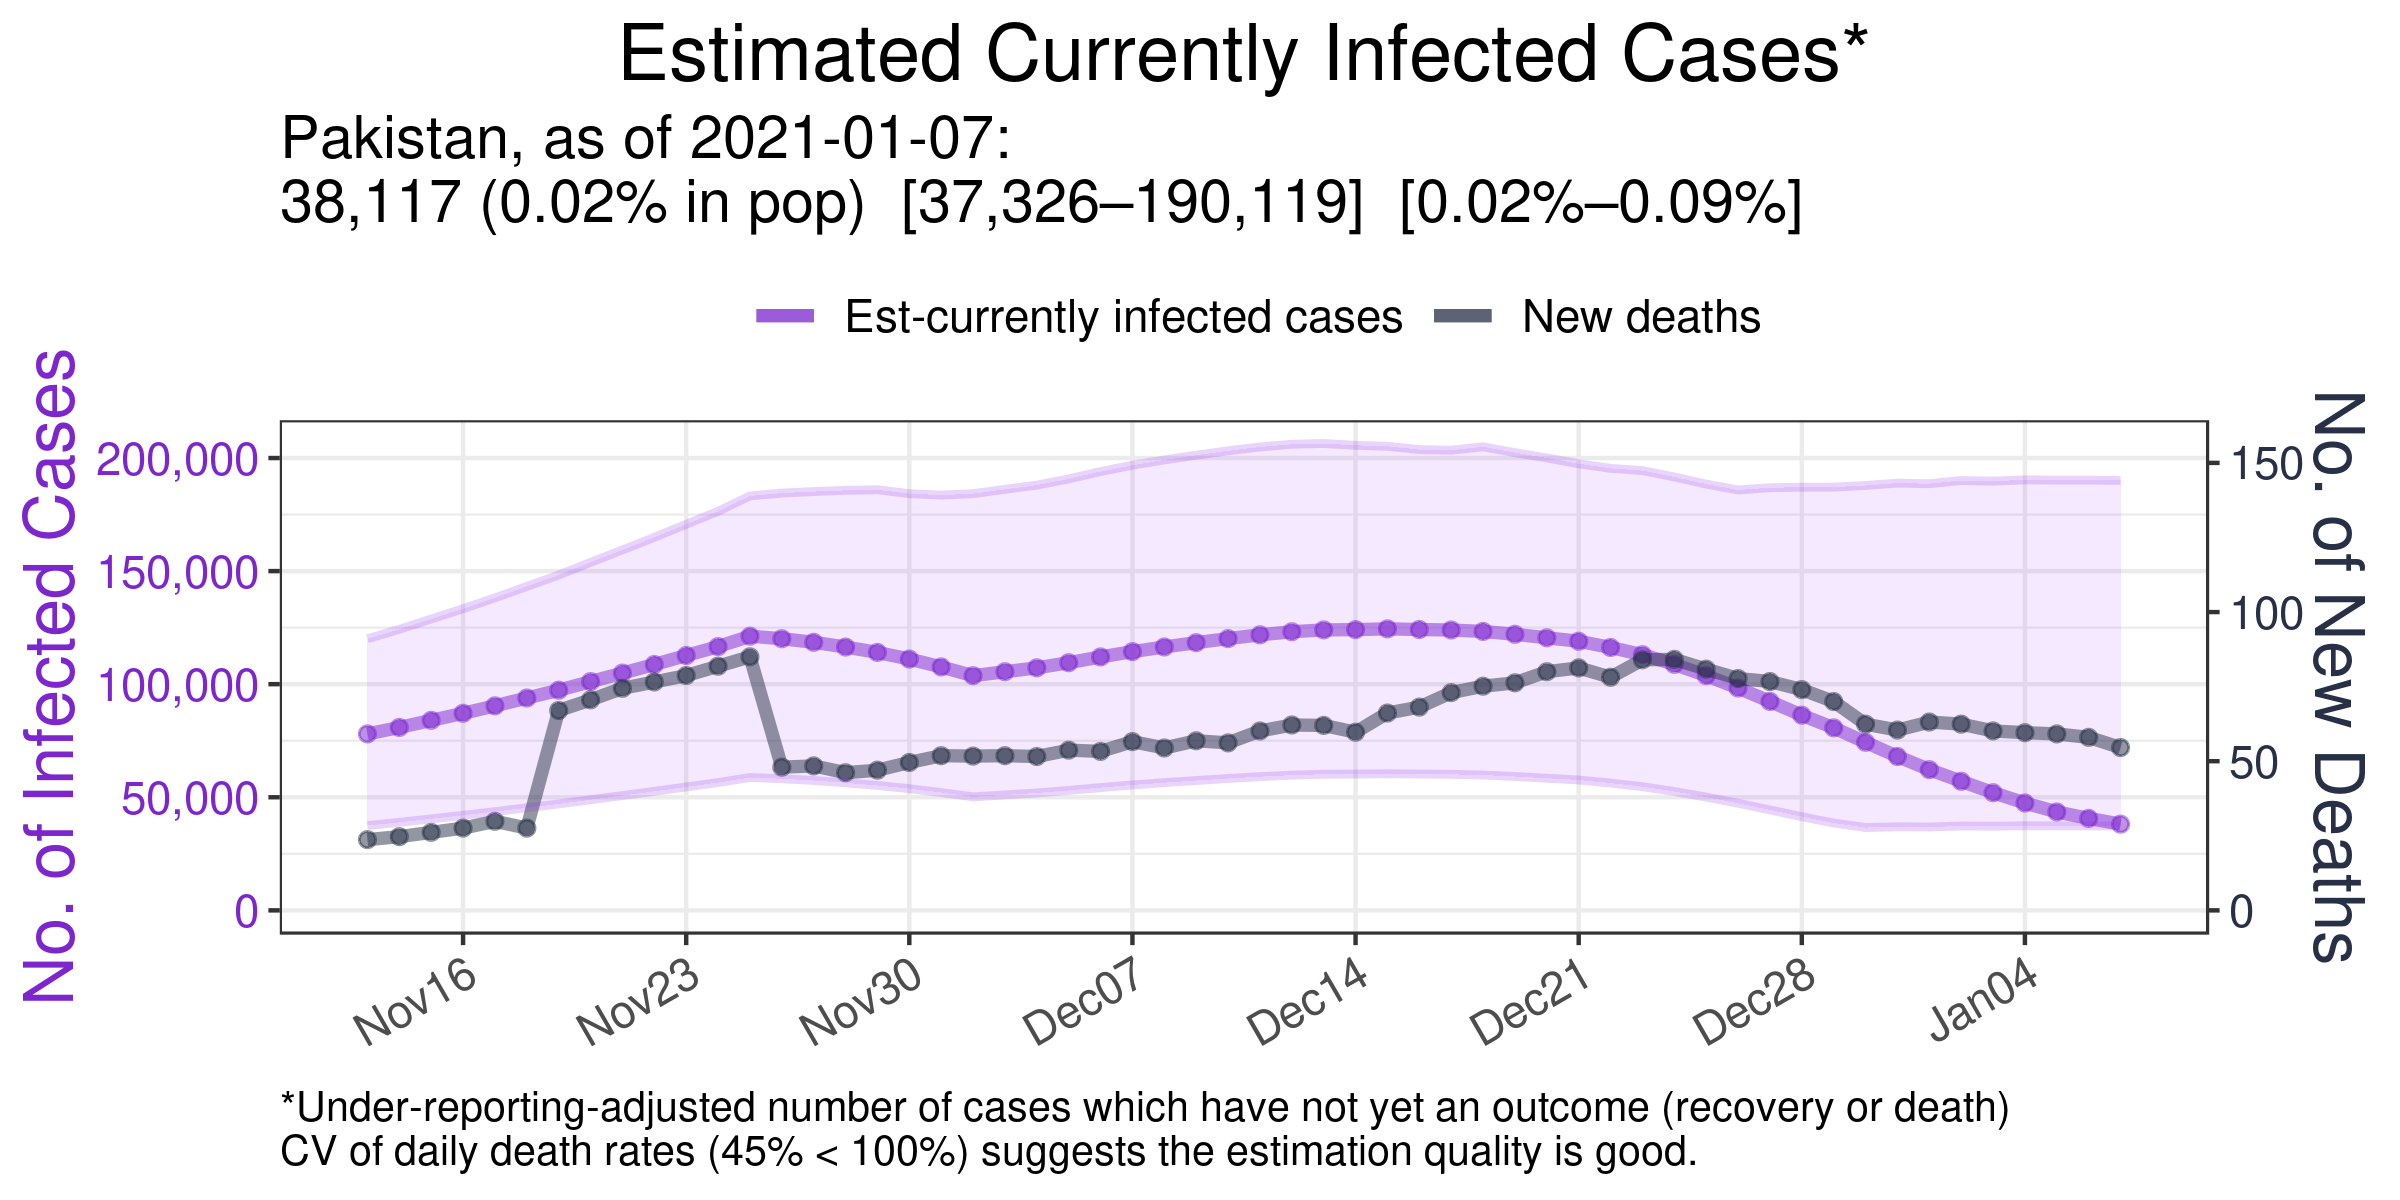 Estimated Currently Infected Cases*
Pakistan, as of 2021-01-07:
38,117 (0.02% in pop)  [37,326–190,119]  [0.02%–0.09%]
Est-currently infected cases
New deaths
No. of Infected Cases
200,000
150,000
100,000
50,000
0
150
100
50
0
No. of New Deaths
Nov16
Nov23
Nov30
Dec07
Dec14
Dec21
Dec28
Jan04
*Under-reporting-adjusted number of cases which have not yet an outcome (recovery or death)
CV of daily death rates (45% < 100%) suggests the estimation quality is good.